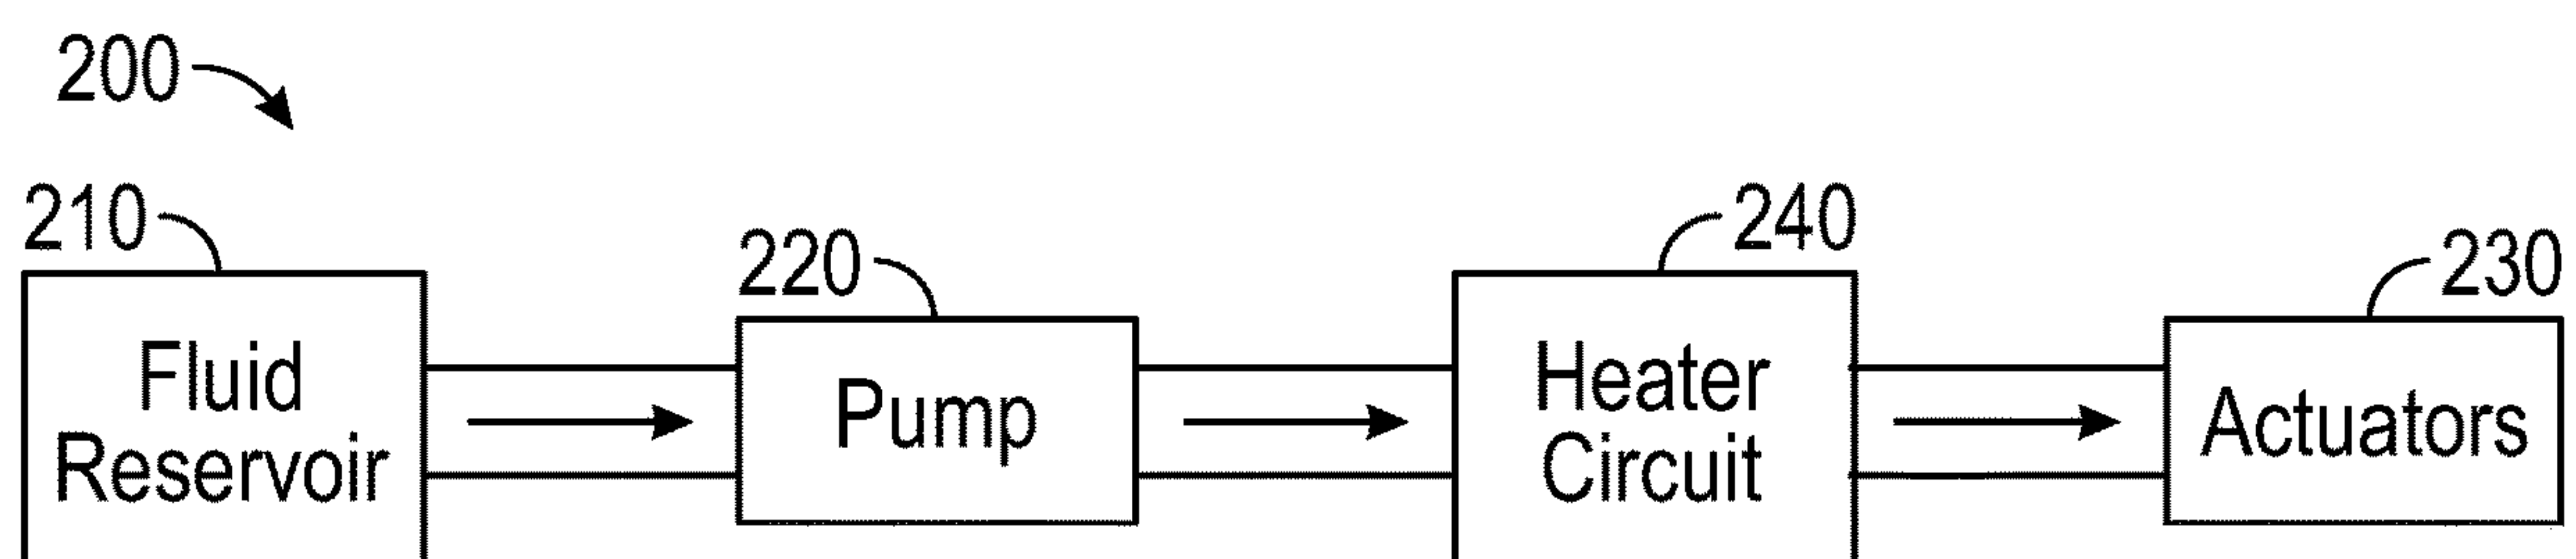 200
210
220
240
230
Fluid
Reservoir
Pump
Heater
Circuit
Actuators